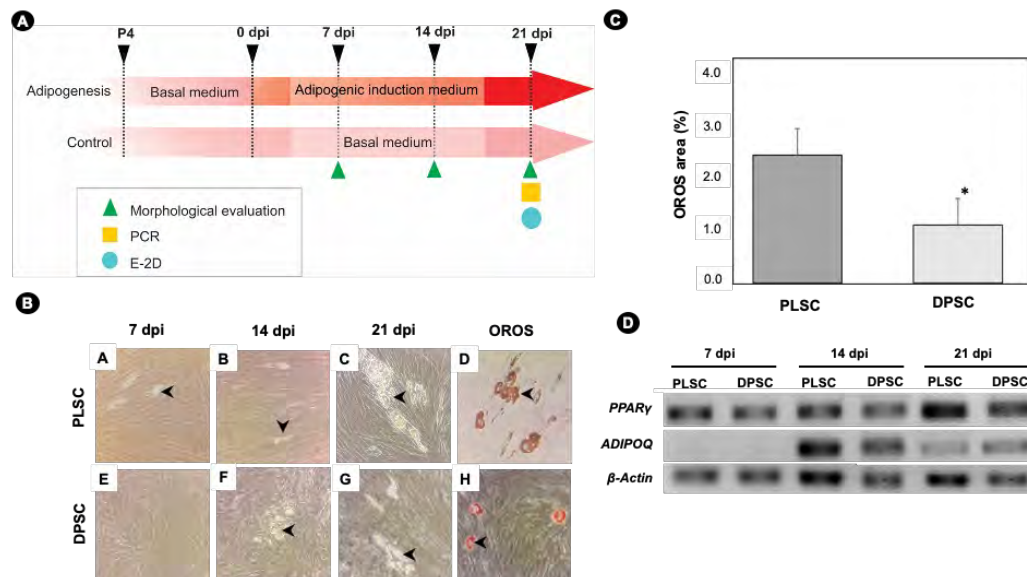 A
P4
0 dpi
7 dpi
14 dpi
21 dpi
Adipogenesis
Basal medium
Adipogenic induction medium
Control
Basal medium
Morphological evaluation
PCR
E-2D
B
7 dpi
14 dpi
21 dpi
OROS
PLSC
A
B
C
D
DPSC
E
F
G
H
C
OROS area (%)
4.0
3.0
2.0
1.0
0.0
*
PLSC
DPSC
D
7 dpi
14 dpi
21 dpi
PLSC
DPSC
PLSC
DPSC
PLSC
DPSC
PPARγ
ADIPOQ
β-Actin